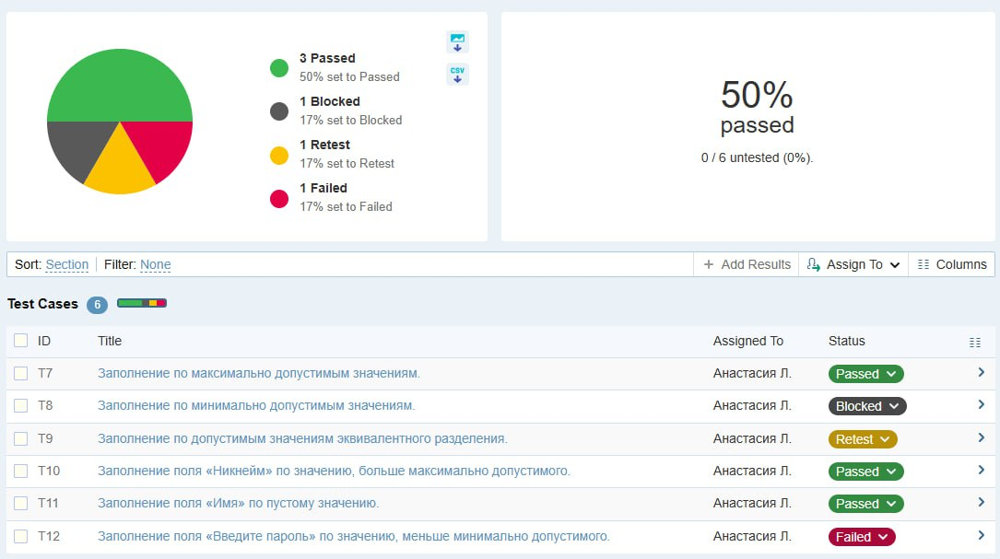 3 Passed
50% set to Passed
1 Blocked
17% set to Blocked
1 Retest
17% set to Retest
1 Failed
17% set to Failed
CSV
50%
passed
0 / 6 untested (0%).
Sort: Section Filter: None + Add Results Assign To Columns
Test Cases 6
ID Title Assigned To Status
T7 Заполнение по максимально допустимым значениям. Анастасия Л. Passed
T8 Заполнение по минимально допустимым значениям. Анастасия Л. Blocked
T9 Заполнение по допустимым значениям эквивалентного разделения. Анастасия Л. Retest
T10 Заполнение поля «Никнейм» по значению, больше максимально допустимого. Анастасия Л. Passed
T11 Заполнение поля «Имя» по пустому значению. Анастасия Л. Passed
T12 Заполнение поля «Введите пароль» по значению, меньше минимально допустимого. Анастасия Л. Failed